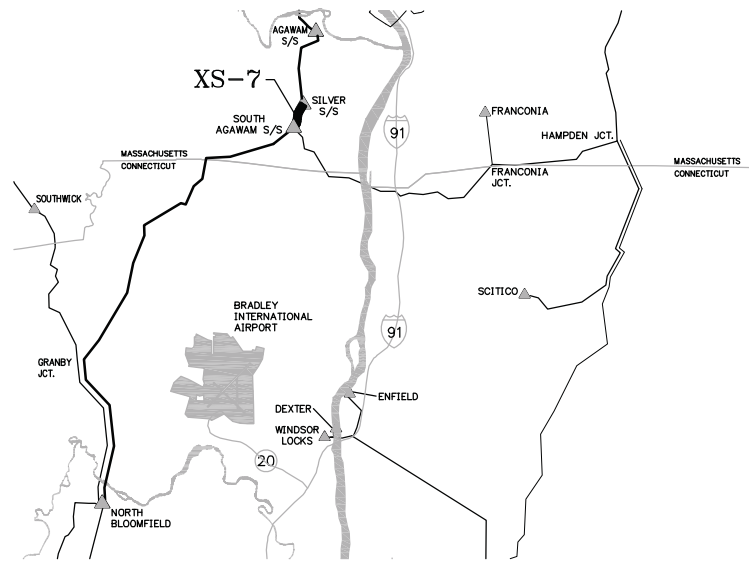 AGAWAM
S/S
XS-7
SILVER
S/S
SOUTH
AGAWAM S/S
91
FRANCONIA
HAMPDEN JCT.
MASSACHUSETTS
CONNECTICUT
MASSACHUSETTS
CONNECTICUT
FRANCONIA
JCT.
SOUTHWICK
SCITICO
BRADLEY
INTERNATIONAL
AIRPORT
91
GRANBY
JCT.
ENFIELD
DEXTER
WINDSOR
LOCKS
20
NORTH
BLOOMFIELD